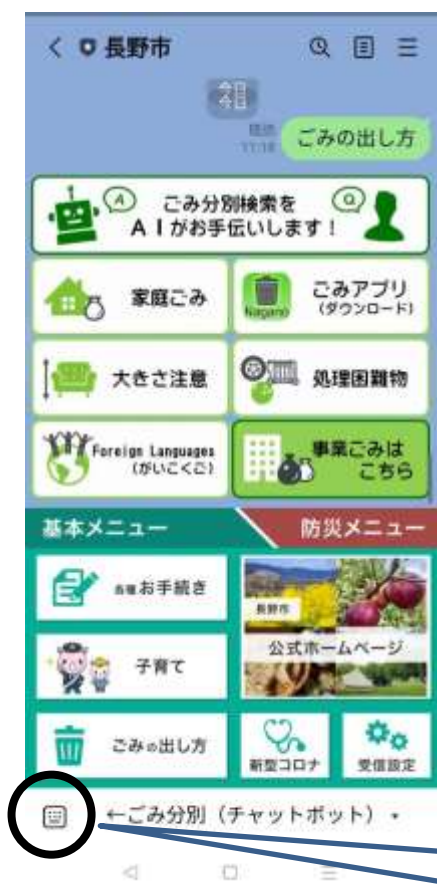 長野市
今日
ごみの出し方
11:18
A
Q
ごみ分別検索を
AIがお手伝いします！
家庭ごみ
Nagano
ごみアプリ
(ダウンロード)
大きさ注意
処理困難物
Foreign Languages
(がいこくご)
事業ごみは
こちら
基本メニュー
防災メニュー
各種お手続き
長野市
公式ホームページ
子育て
ごみの出し方
新型コロナ
受信設定
←ごみ分別（チャットボット）